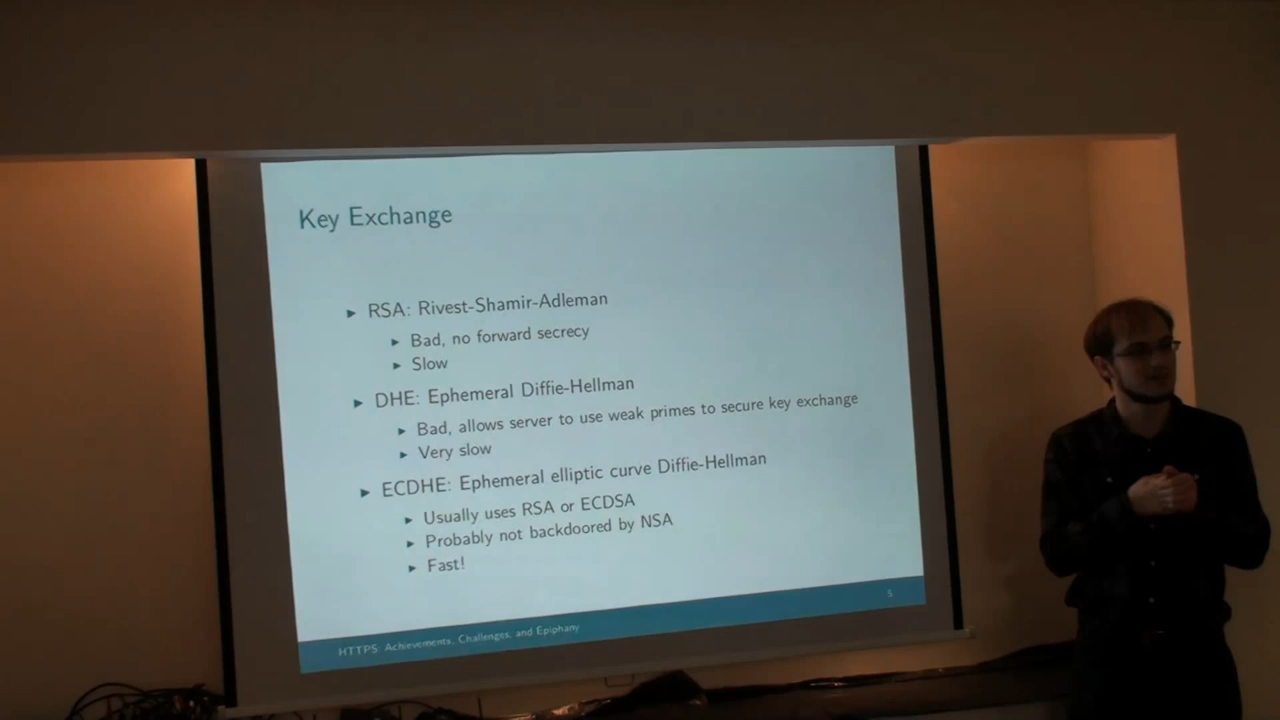 Key Exchange
► RSA: Rivest-Shamir-Adleman
► Bad, no forward secrecy
► Slow
► DHE: Ephemeral Diffie-Hellman
► Bad, allows server to use weak primes to secure key exchange
► Very slow
► ECDHE: Ephemeral elliptic curve Diffie-Hellman
► Usually uses RSA or ECDSA
► Probably not backdoored by NSA
► Fast!
5
HTTPS: Achievements, Challenges, and Epiphany